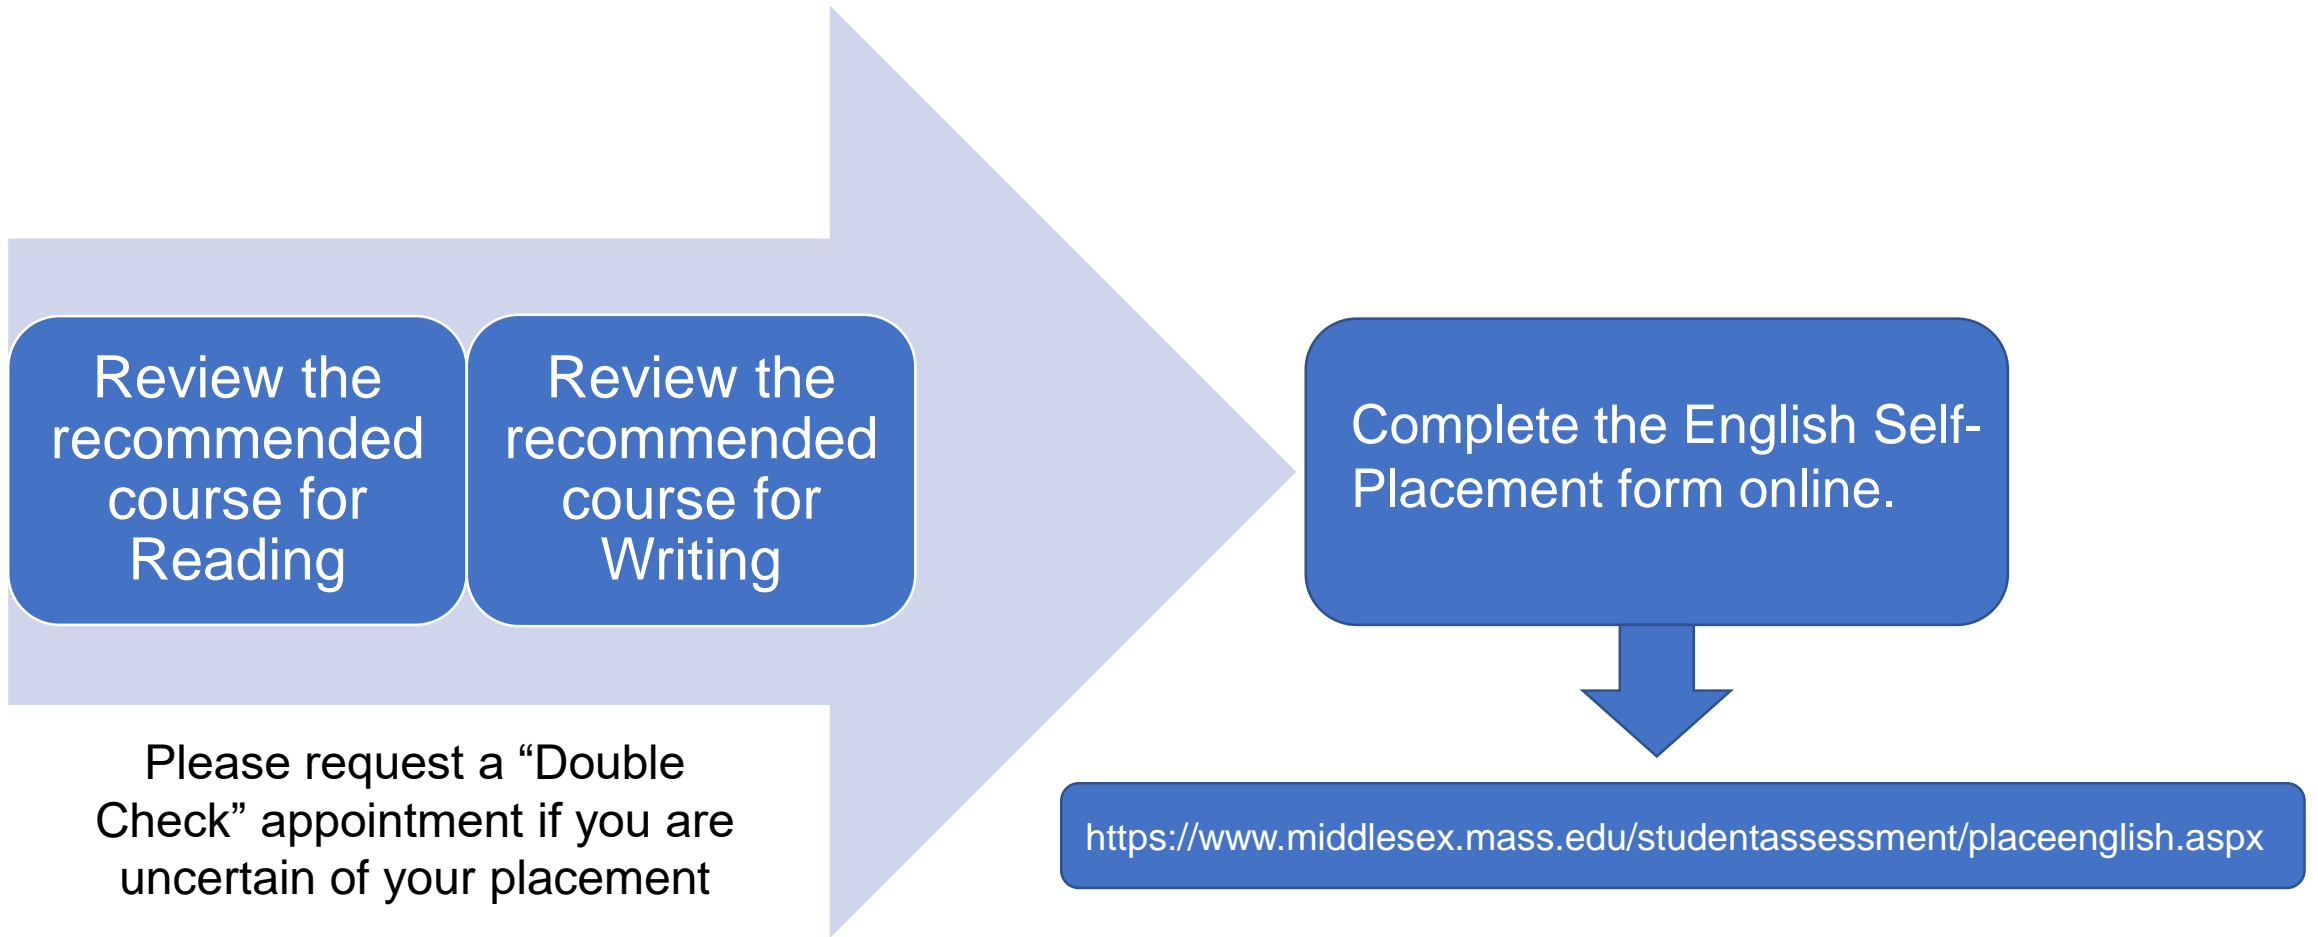 Review the
recommended
course for
Reading
Review the
recommended
course for
Writing
Complete the English Self-
Placement form online.
Please request a “Double
Check” appointment if you are
uncertain of your placement
https://www.middlesex.mass.edu/studentassessment/placeenglish.aspx